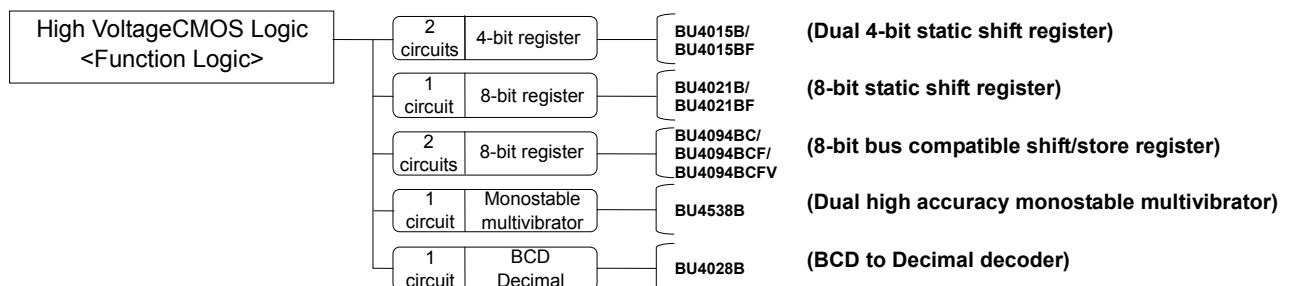 High VoltageCMOS Logic
<Function Logic>
2
circuits
4-bit register
BU4015B/
BU4015BF
(Dual 4-bit static shift register)
1
circuit
8-bit register
BU4021B/
BU4021BF
(8-bit static shift register)
2
circuits
8-bit register
BU4094BC/
BU4094BCF/
BU4094BCFV
(8-bit bus compatible shift/store register)
1
circuit
Monostable
multivibrator
BU4538B
(Dual high accuracy monostable multivibrator)
1
circuit
BCD
Decimal
BU4028B
(BCD to Decimal decoder)